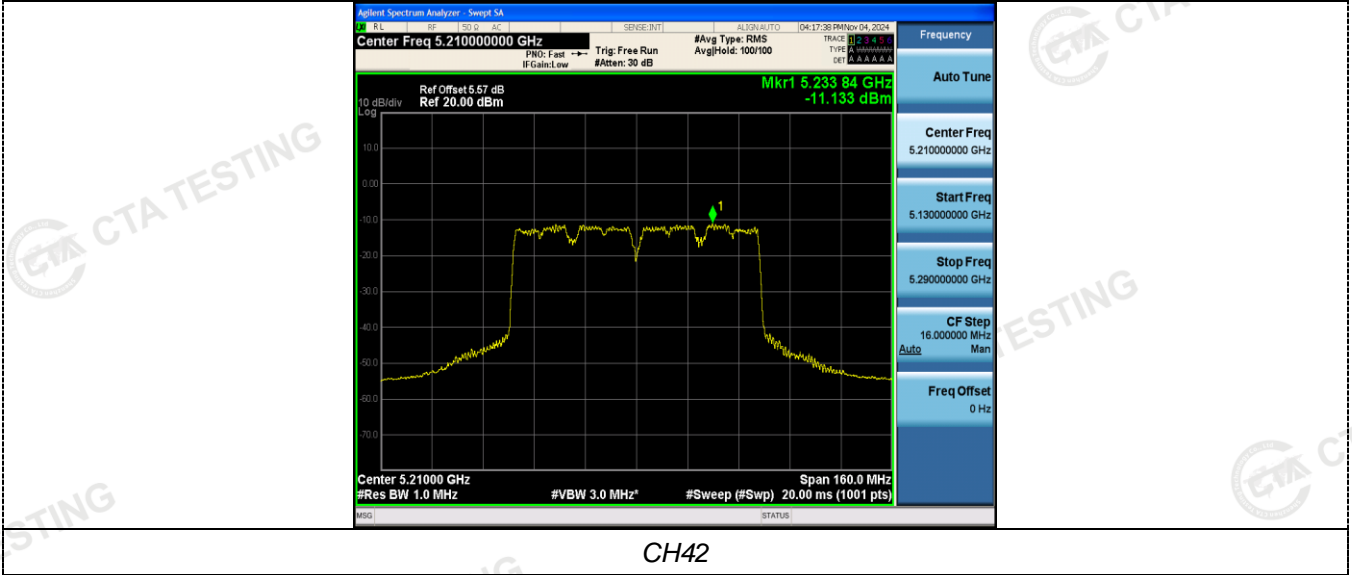 Agilent Spectrum Analyzer - Swept SA
RL RF 50 Ω AC SENSE:INT ALIGNAUTO 04:17:38 PMNov 04, 2024
Center Freq 5.210000000 GHz
PNO: Fast
IFGain:Low
Trig: Free Run
#Atten: 30 dB
#Avg Type: RMS
Avg|Hold: 100/100
TRACE 1 2 3 4 5 6
TYPE A
DET A A A A A A
Ref Offset 5.57 dB
10 dB/div Ref 20.00 dBm
Log
Mkr1 5.233 84 GHz
-11.133 dBm
10.0
0.00
-10.0
-20.0
-30.0
-40.0
-50.0
-60.0
-70.0
1
Center 5.21000 GHz Span 160.0 MHz
#Res BW 1.0 MHz #VBW 3.0 MHz* #Sweep (#Swp) 20.00 ms (1001 pts)
MSG STATUS
Frequency
Auto Tune
Center Freq
5.210000000 GHz
Start Freq
5.130000000 GHz
Stop Freq
5.290000000 GHz
CF Step
16.000000 MHz
Auto Man
Freq Offset
0 Hz
CH42
CTA TESTING
CTA
TESTING
CTA
STING